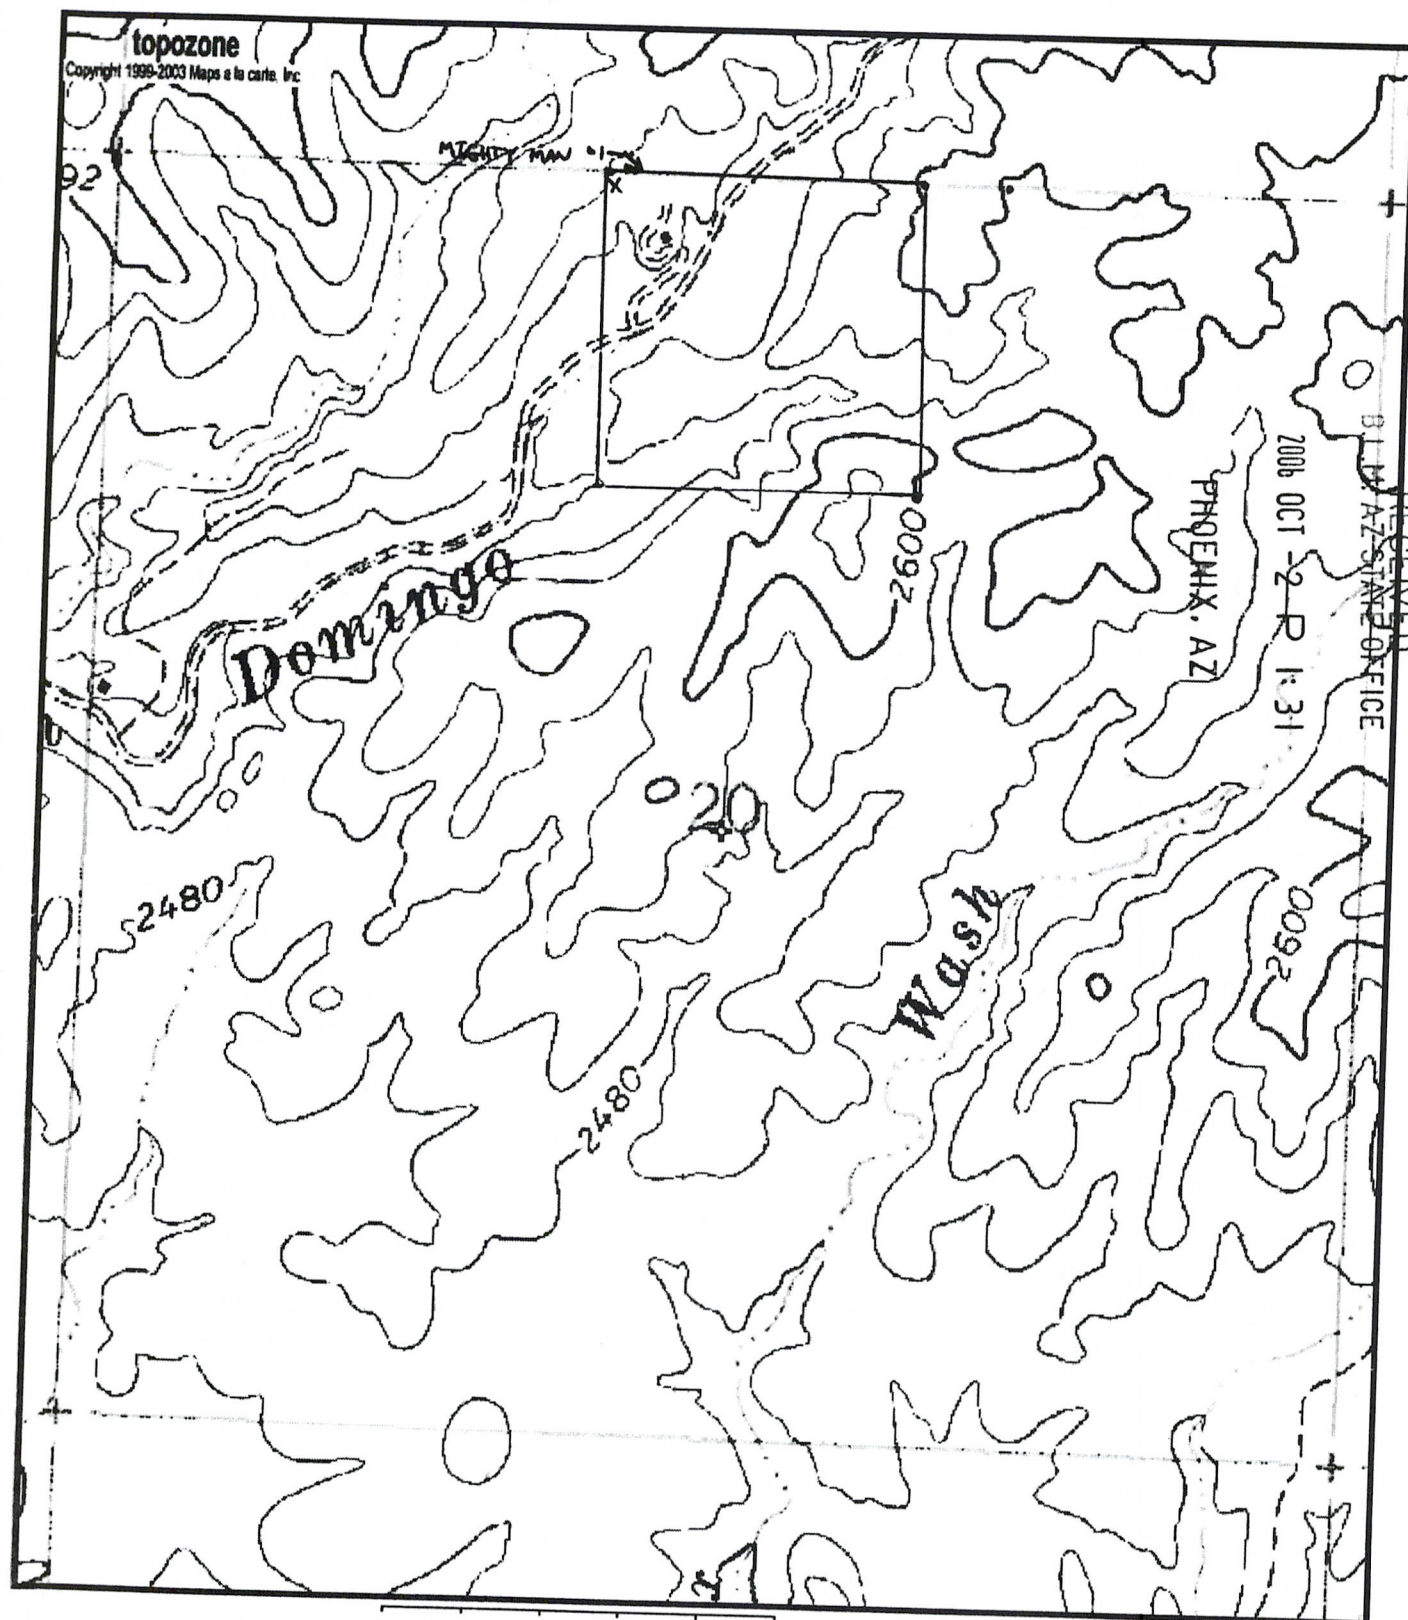 topozone
Copyright 1999-2003 Maps a la carte, Inc
MIGHTY MAN #1
X
92
2600
Domingo
20
2480
Wash
2600
2480
RECEIVED
B.L.M. AZ STATE OFFICE
2006 OCT -2 P 1:31
PHOENIX, AZ